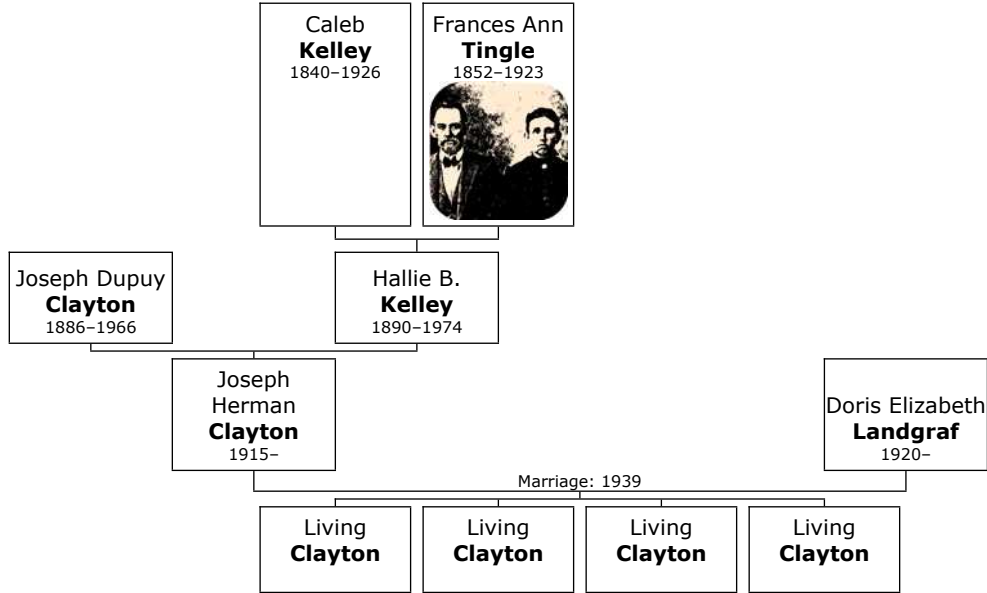 Caleb
Kelley
1840–1926
Frances Ann
Tingle
1852–1923
Joseph Dupuy
Clayton
1886–1966
Hallie B.
Kelley
1890–1974
Joseph
Herman
Clayton
1915–
Doris Elizabeth
Landgraf
1920–
Marriage: 1939
Living
Clayton
Living
Clayton
Living
Clayton
Living
Clayton